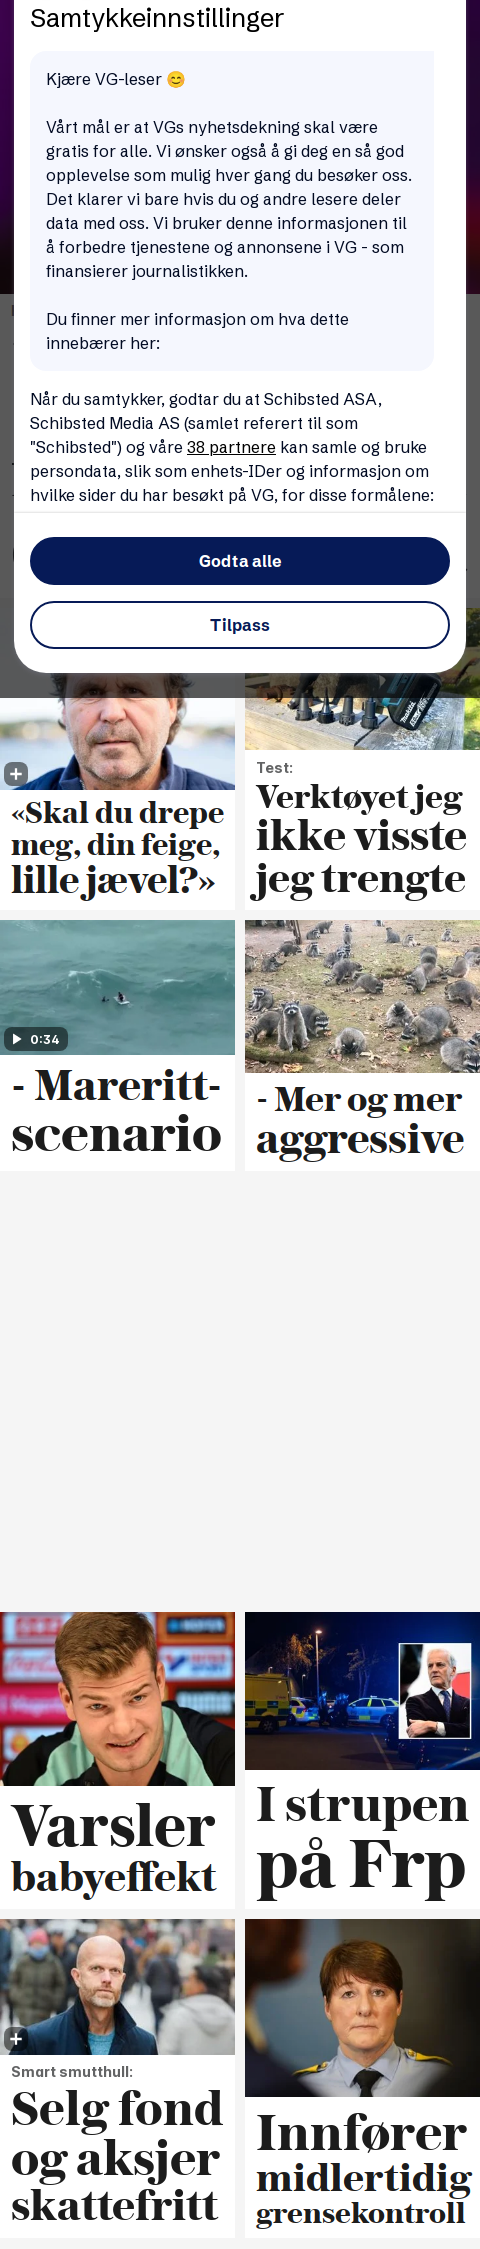 Samtykkeinnstillinger
Kjære VG-leser 😊
Vårt mål er at VGs nyhetsdekning skal være
gratis for alle. Vi ønsker også å gi deg en så god
opplevelse som mulig hver gang du besøker oss.
Det klarer vi bare hvis du og andre lesere deler
data med oss. Vi bruker denne informasjonen til
å forbedre tjenestene og annonsene i VG - som
finansierer journalistikken.
Du finner mer informasjon om hva dette
innebærer her:
Når du samtykker, godtar du at Schibsted ASA,
Schibsted Media AS (samlet referert til som
"Schibsted") og våre 38 partnere kan samle og bruke
persondata, slik som enhets-IDer og informasjon om
hvilke sider du har besøkt på VG, for disse formålene:
Godta alle
Tilpass
«Skal du drepe
meg, din feige,
lille jævel?»
makita
Test:
Verktøyet jeg
ikke visste
jeg trengte
0:34
- Mareritt-
scenario
- Mer og mer
aggressive
Varsler
babyeffekt
I strupen
på Frp
Smart smutthull:
Selg fond
og aksjer
skattefritt
Innfører
midlertidig
grensekontroll